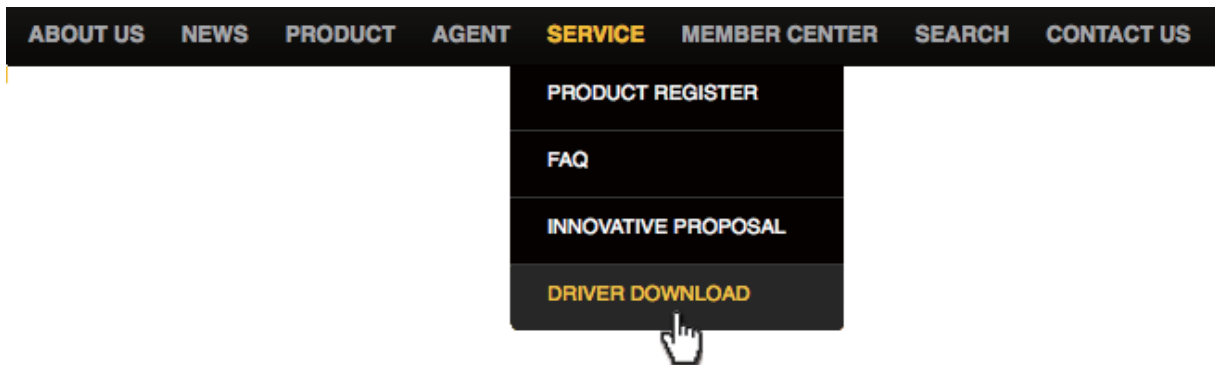 ABOUT US NEWS PRODUCT AGENT SERVICE MEMBER CENTER SEARCH CONTACT US
PRODUCT REGISTER
FAQ
INNOVATIVE PROPOSAL
DRIVER DOWNLOAD